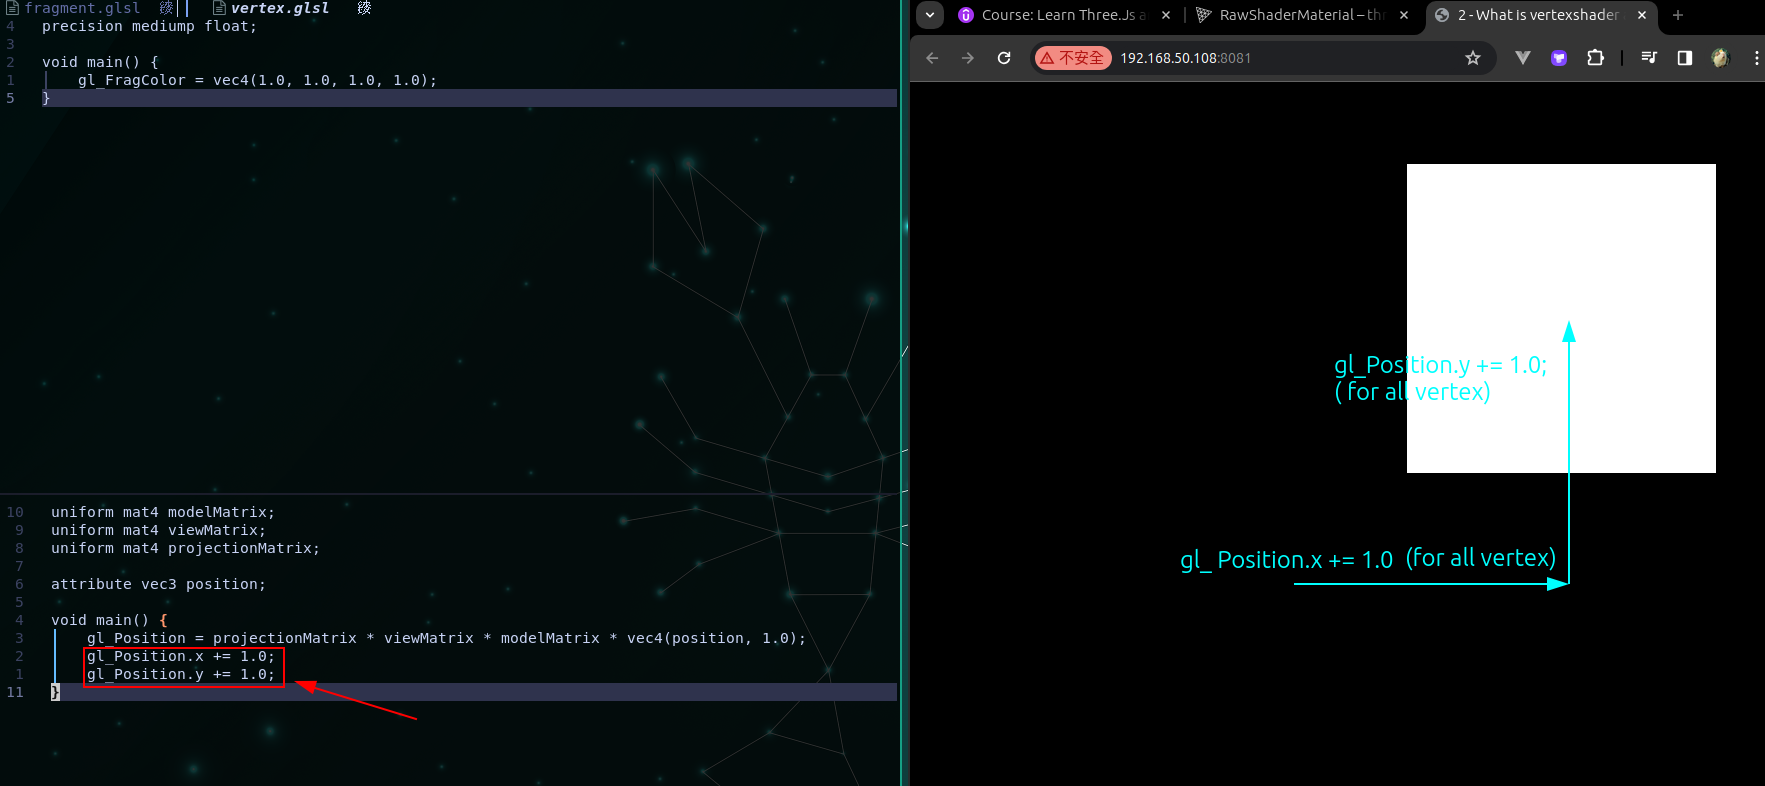 fragment.glsl
vertex.glsl
4 precision mediump float;
3
2 void main() {
1 gl_FragColor = vec4(1.0, 1.0, 1.0, 1.0);
5 }
10 uniform mat4 modelMatrix;
9 uniform mat4 viewMatrix;
8 uniform mat4 projectionMatrix;
7
6 attribute vec3 position;
5
4 void main() {
3 gl_Position = projectionMatrix * viewMatrix * modelMatrix * vec4(position, 1.0);
2 gl_Position.x += 1.0;
1 gl_Position.y += 1.0;
11 }
Course: Learn Three.Js a
RawShaderMaterial – thr
2 - What is vertexshader
不安全 192.168.50.108:8081
gl_Position.y += 1.0;
( for all vertex)
gl_ Position.x += 1.0 (for all vertex)